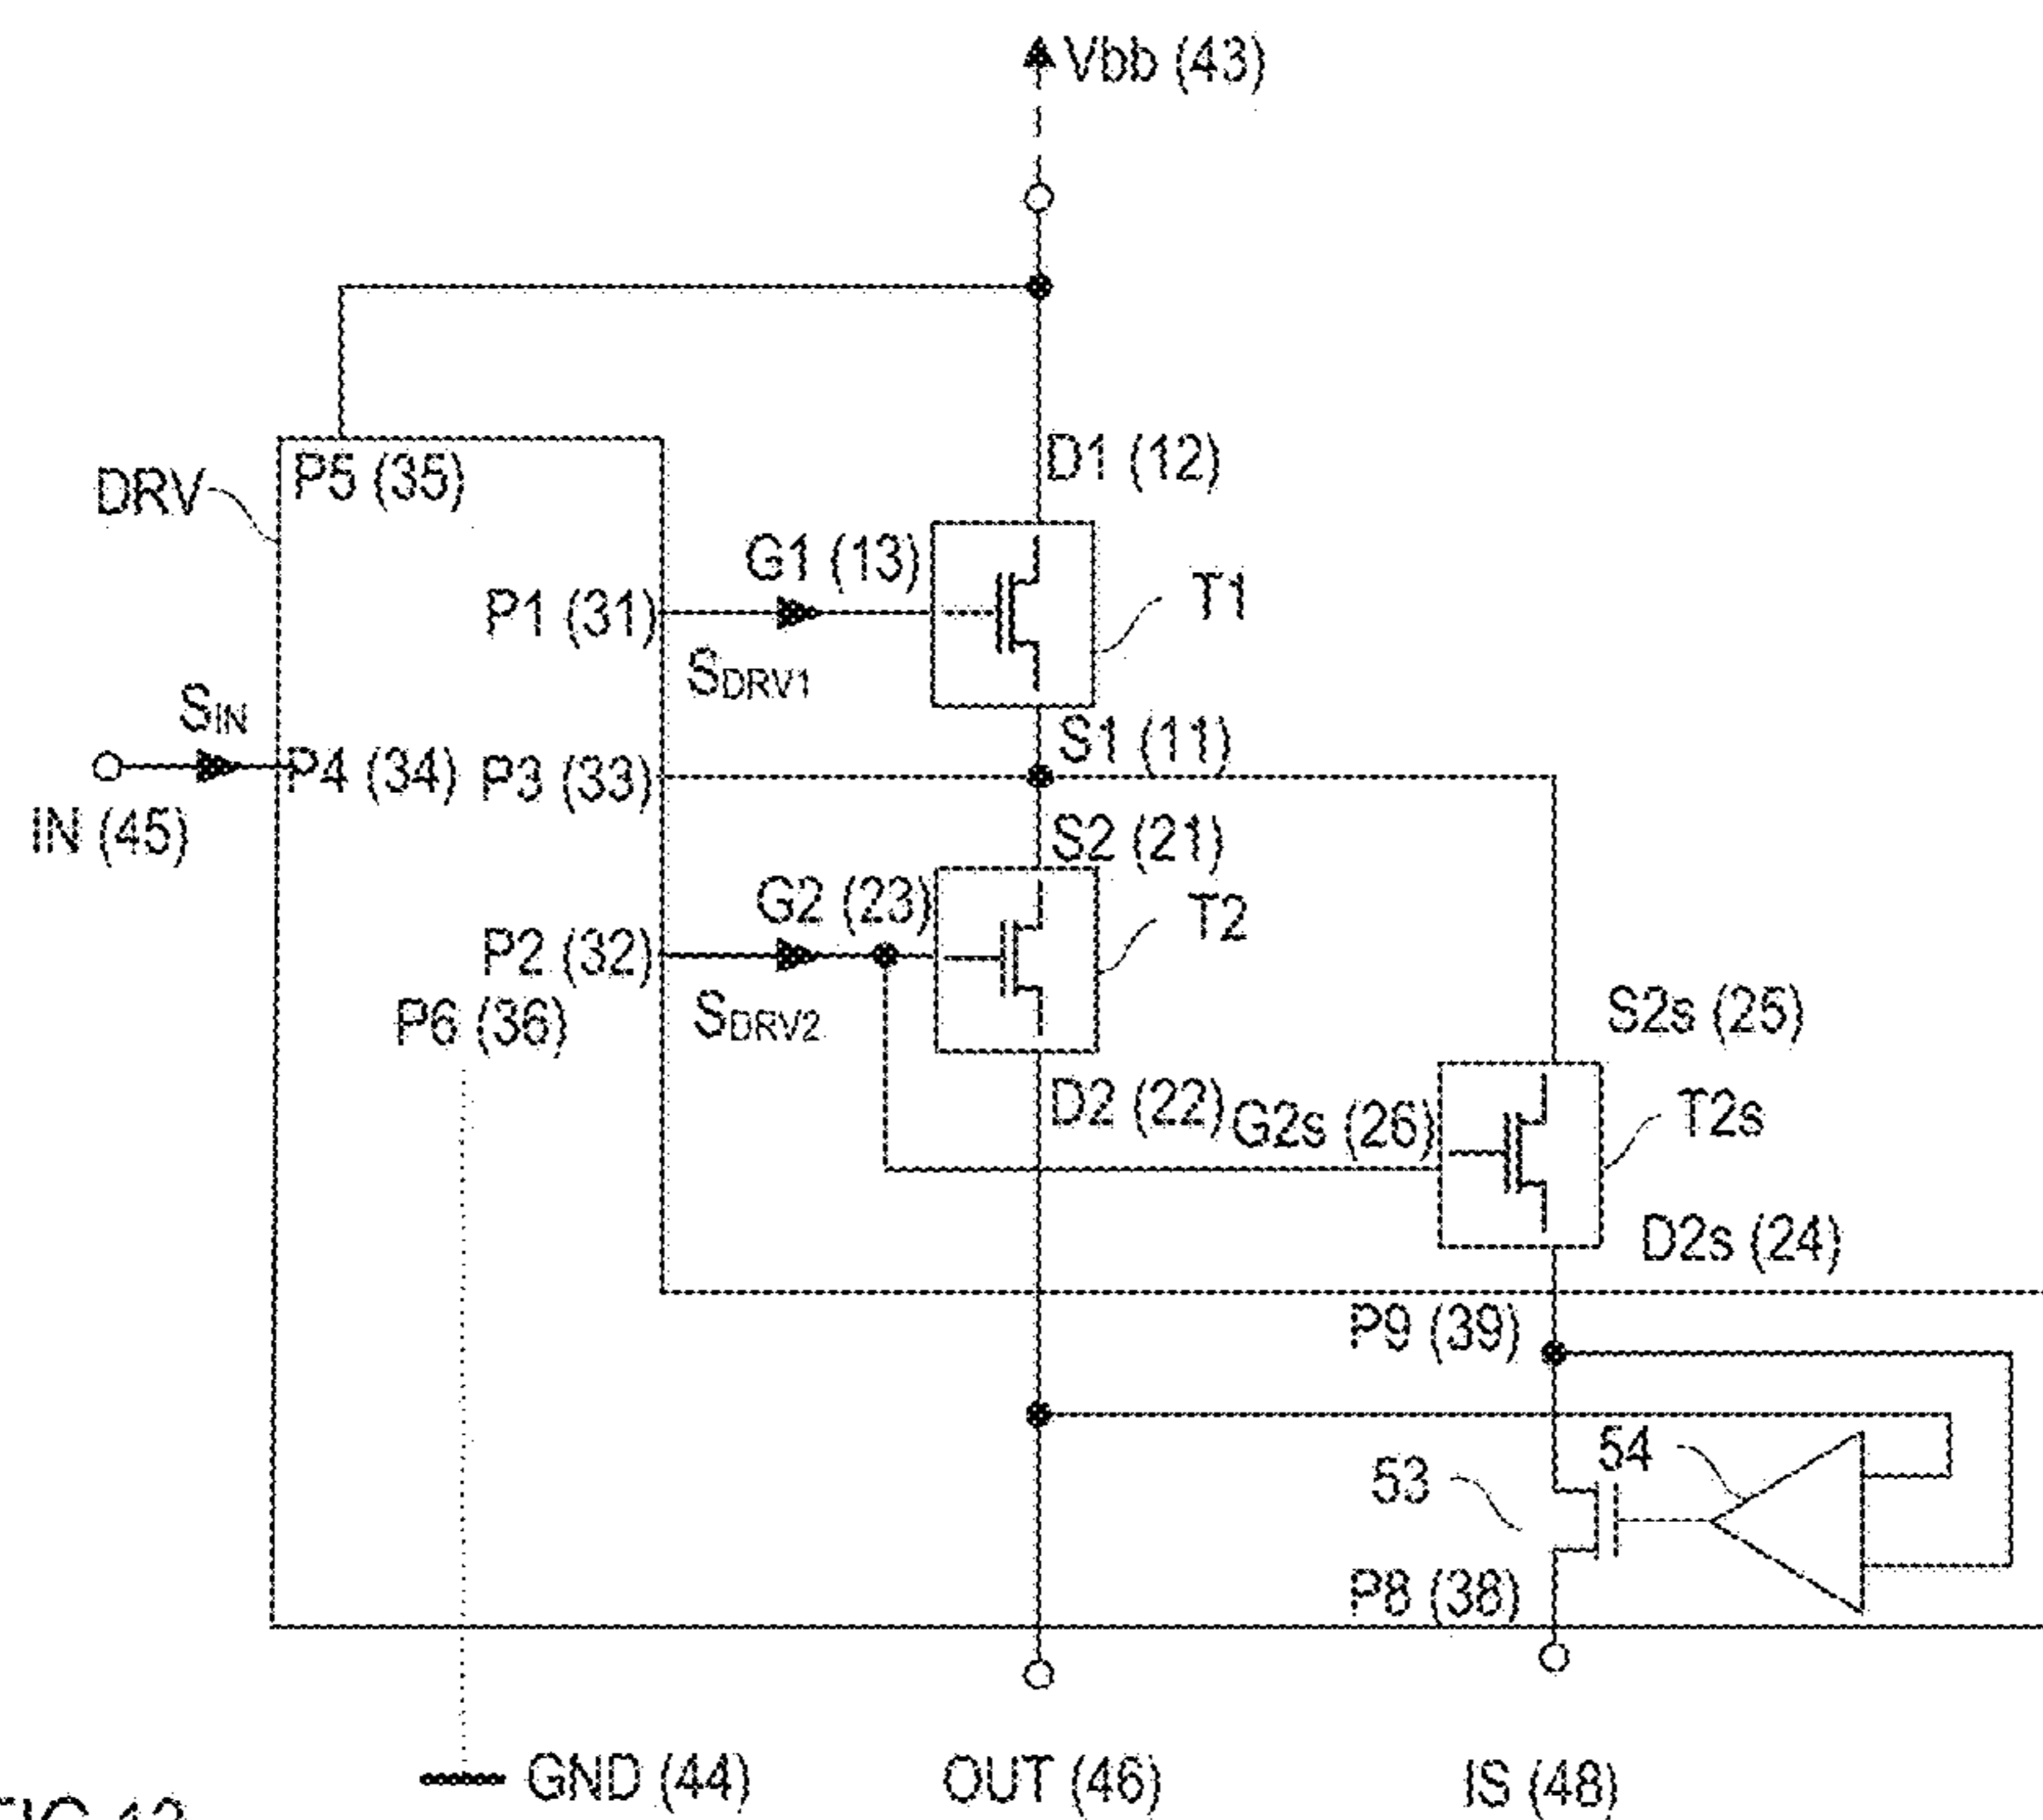 Vbb (43)
D1 (12)
DRV
P5 (35)
G1 (13)
T1
P1 (31)
SDRV1
SIN
S1 (11)
P4 (34)
P3 (33)
IN (45)
S2 (21)
G2 (23)
T2
P2 (32)
SDRV2
P6 (36)
S2s (25)
D2 (22)
G2s (26)
T2s
D2s (24)
P9 (39)
54
53
P8 (38)
GND (44)
OUT (46)
IS (48)